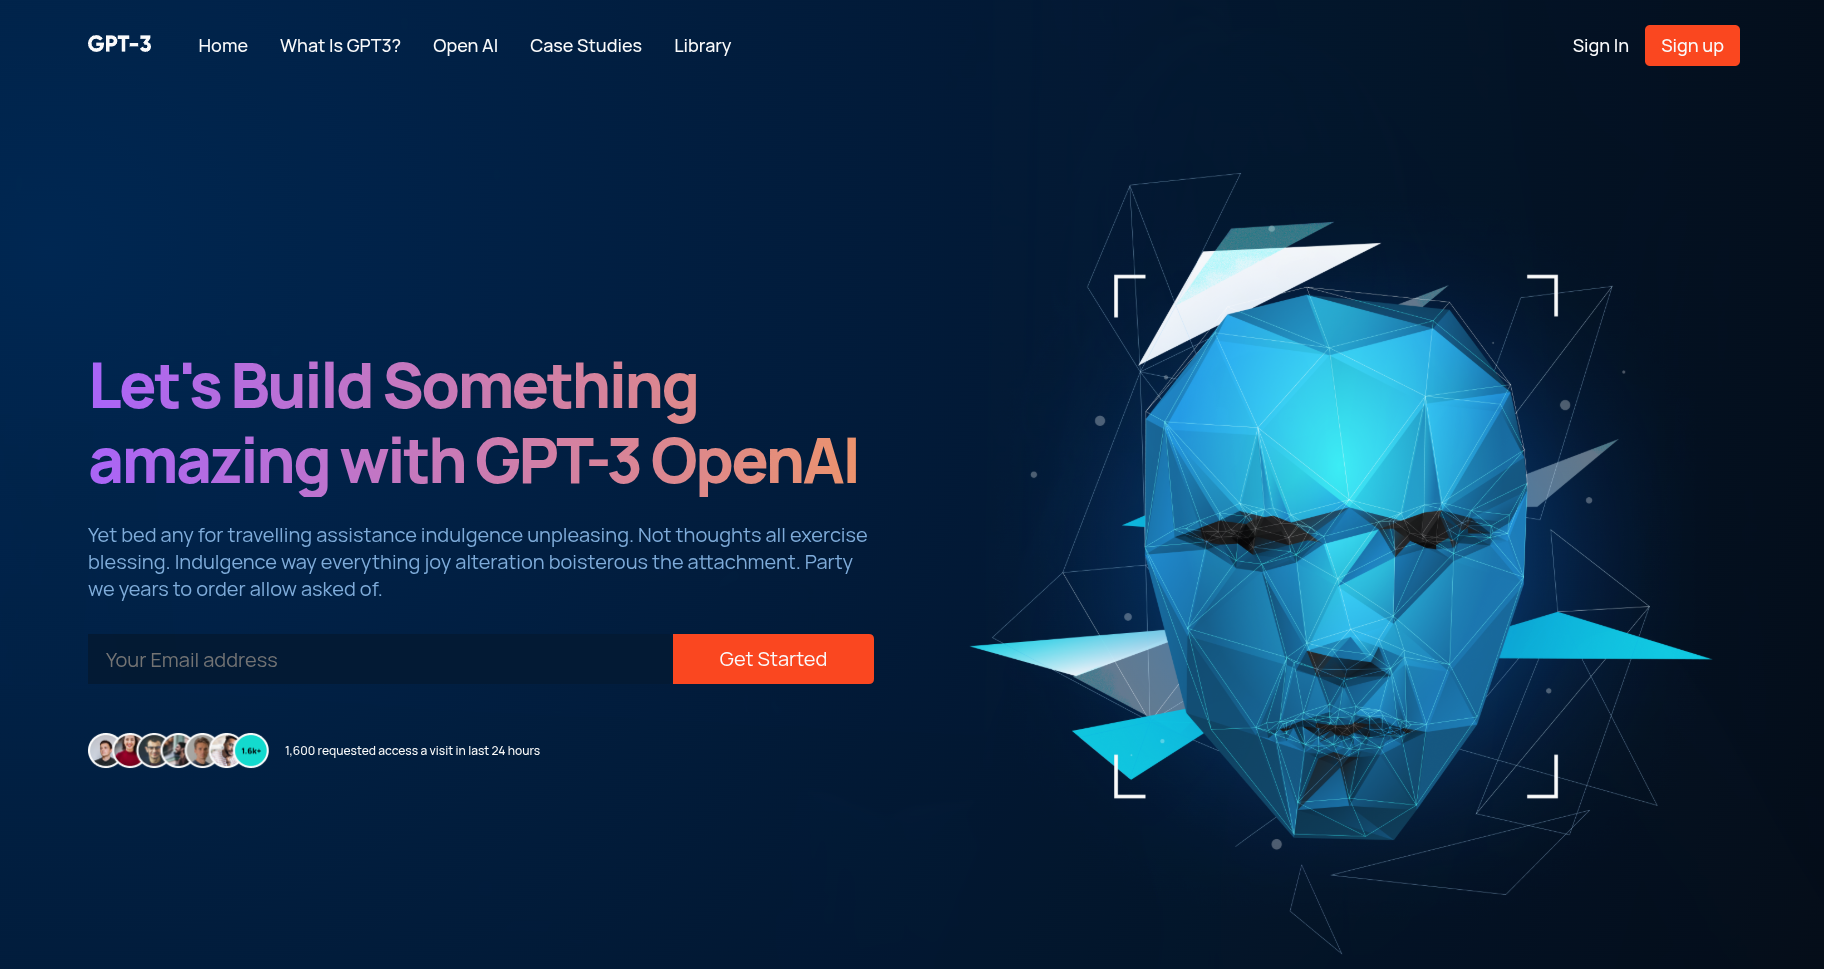 GPT-3
Home
What Is GPT3?
Open AI
Case Studies
Library
Sign In
Sign up
Let's Build Something
amazing with GPT-3 OpenAI
Yet bed any for travelling assistance indulgence unpleasing. Not thoughts all exercise
blessing. Indulgence way everything joy alteration boisterous the attachment. Party
we years to order allow asked of.
Your Email address
Get Started
1.6k+
1,600 requested access a visit in last 24 hours